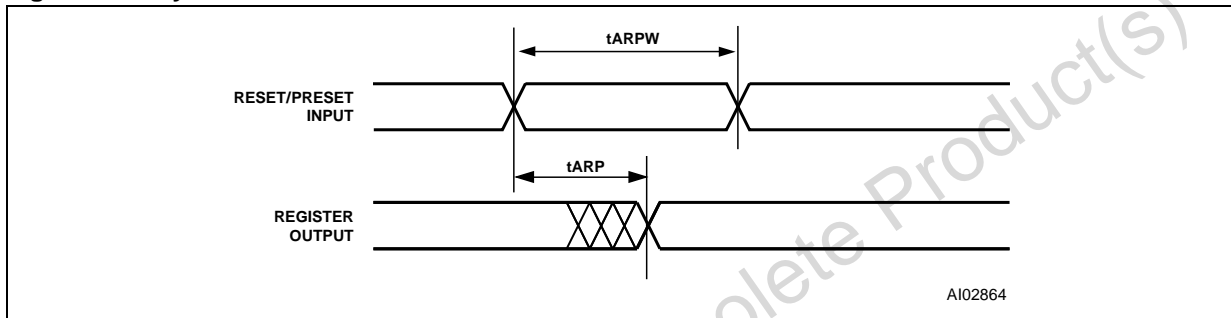 tARPW
RESET/PRESET
INPUT
tARP
REGISTER
OUTPUT
AI02864
olete Product(s)